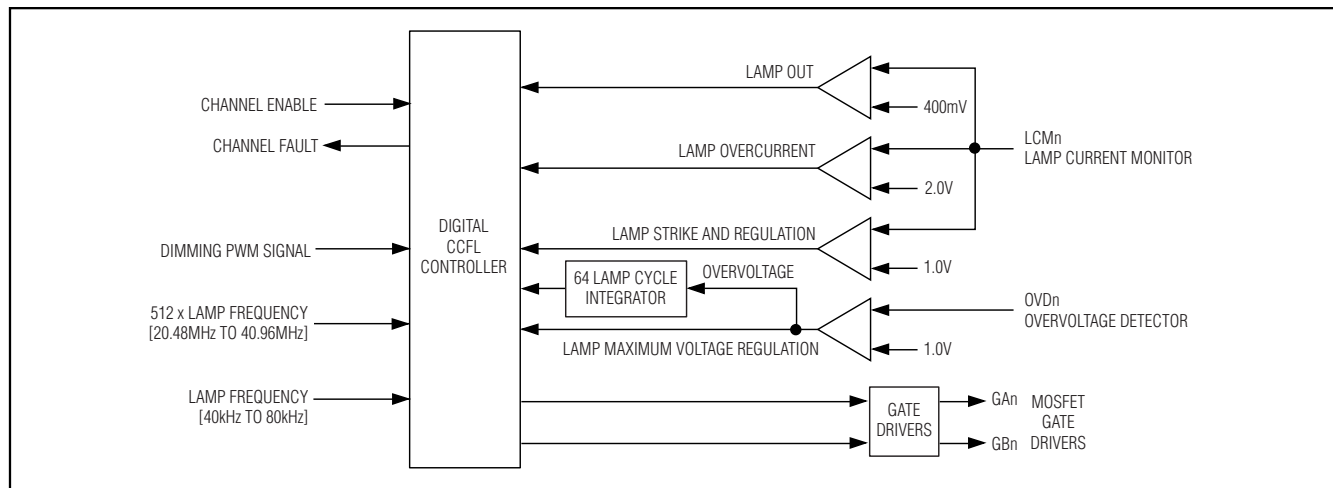 CHANNEL ENABLE
CHANNEL FAULT
DIMMING PWM SIGNAL
512 x LAMP FREQUENCY
[20.48MHz TO 40.96MHz]
LAMP FREQUENCY
[40kHz TO 80kHz]
DIGITAL
CCFL
CONTROLLER
LAMP OUT
400mV
LAMP OVERCURRENT
2.0V
LCMn
LAMP CURRENT MONITOR
LAMP STRIKE AND REGULATION
1.0V
64 LAMP CYCLE
INTEGRATOR
OVERVOLTAGE
LAMP MAXIMUM VOLTAGE REGULATION
1.0V
OVDn
OVERVOLTAGE DETECTOR
GATE
DRIVERS
GAn
GBn
MOSFET
GATE
DRIVERS